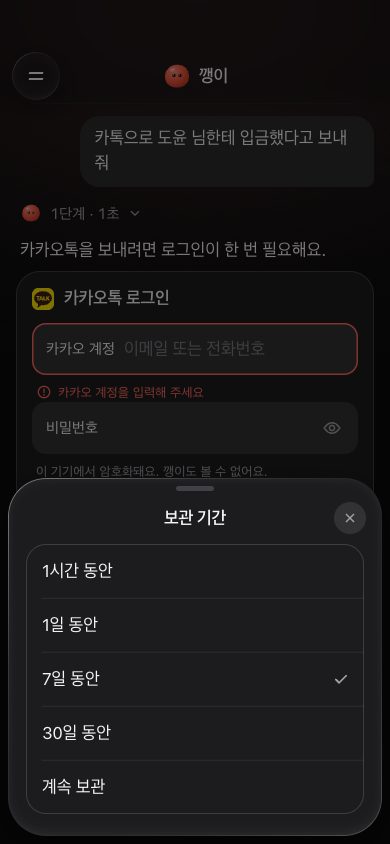 깽이
카톡으로 도윤 님한테 입금했다고 보내
줘
1단계 · 1초
카카오톡을 보내려면 로그인이 한 번 필요해요.
TALK
카카오톡 로그인
카카오 계정 이메일 또는 전화번호
카카오 계정을 입력해 주세요
비밀번호
이 기기에서 암호화돼요. 깽이도 볼 수 없어요.
보관 기간
1시간 동안
1일 동안
7일 동안
30일 동안
계속 보관